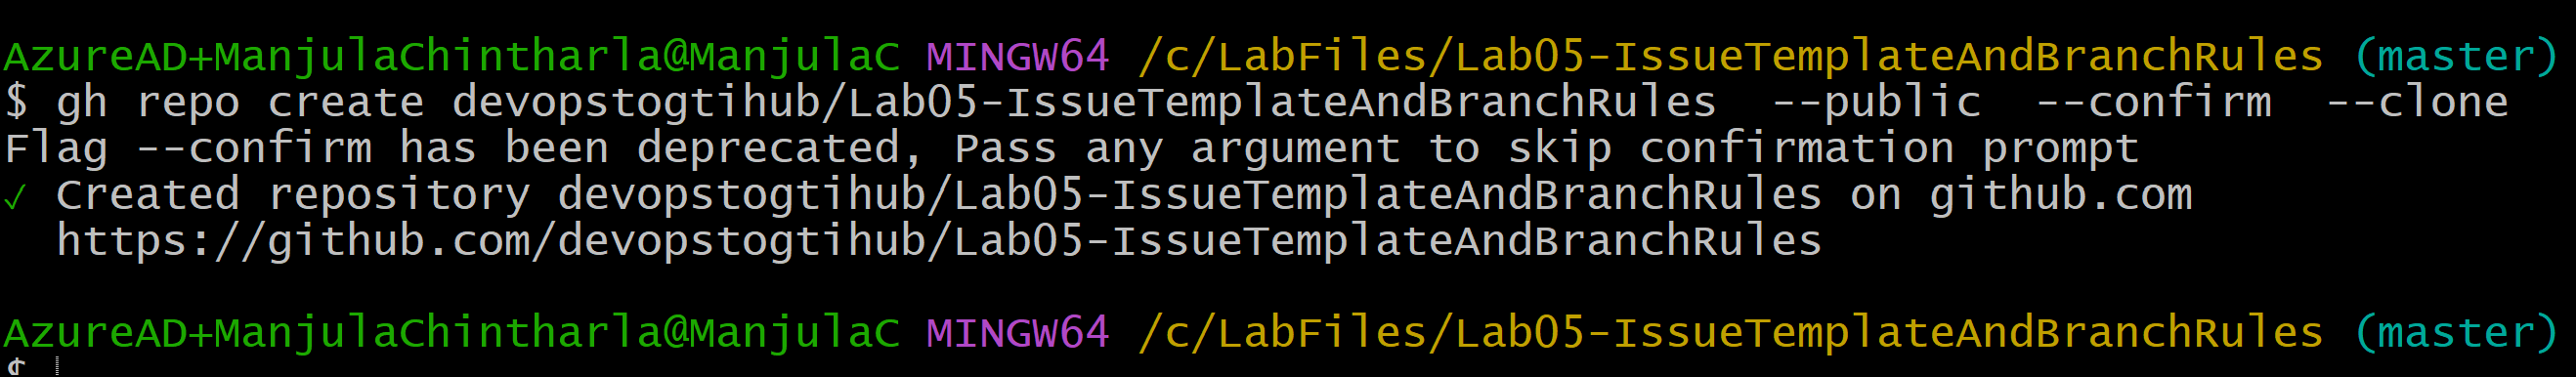 AzureAD+ManjulaChintharla@ManjulaC MINGW64 /c/LabFiles/Lab05-IssueTemplateAndBranchRules (master)
$ gh repo create devopstogtihub/Lab05-IssueTemplateAndBranchRules  --public  --confirm  --clone
Flag --confirm has been deprecated, Pass any argument to skip confirmation prompt
✓ Created repository devopstogtihub/Lab05-IssueTemplateAndBranchRules on github.com
  https://github.com/devopstogtihub/Lab05-IssueTemplateAndBranchRules
AzureAD+ManjulaChintharla@ManjulaC MINGW64 /c/LabFiles/Lab05-IssueTemplateAndBranchRules (master)
$